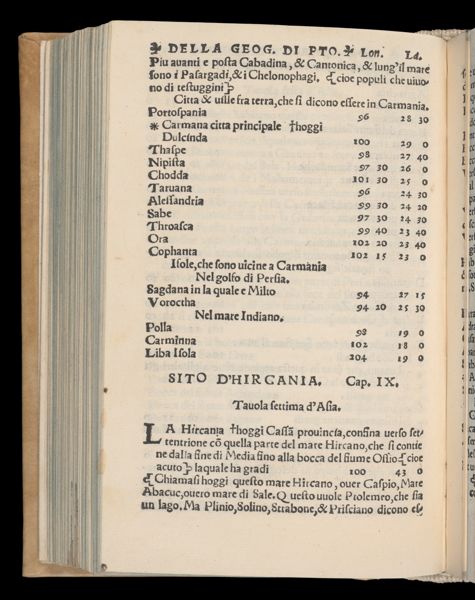 ❧ DELLA GEOG. DI PTO. ❧ Lon. La.
Piu auanti e posta Cabadina, & Cantonica, & lung'il mare
sono i Pasargadi, & i Chelonophagi. {cioe populi che uiuo
no di testuggini}
Citta & uille fra terra, che si dicono essere in Carmania.
Portospania 96 28 30
* Carmana citta principale †hoggi
Dulcinda 100 29 0
Thaspe 98 27 40
Nipista 97 30 26 0
Chodda 101 30 25 0
Taruana 96 24 30
Alessandria 99 30 24 20
Sabe 97 30 24 30
Throasca 99 40 23 40
Ora 102 20 23 40
Cophanta 102 15 23 0
Isole, che sono uicine a Carmània
Nel golfo di Persia.
Sagdana in la quale e Milto 94 27 15
Voroctha 94 20 25 30
Nel mare Indiano.
Polla 98 19 0
Carminna 102 18 0
Liba Isola 204 19 0
SITO D'HIRCANIA. Cap. IX.
Tauola settima d'Asia.
LA Hircania †hoggi Cassā prouincia, confina uerso set/
tentrione cō quella parte del mare Hircano, che si contie
ne dalla fine di Media fino alla bocca del fiume Ossio {cioe
acuto} la quale ha gradi 100 43 0
{Chiamasi hoggi questo mare Hircano, ouer Caspio, Mare
Abacuc, ouero mare di Sale. Questo uuole Ptolemeo, che sia
un lago. Ma Plinio, Solino, Strabone, & Prisciano dicono es/